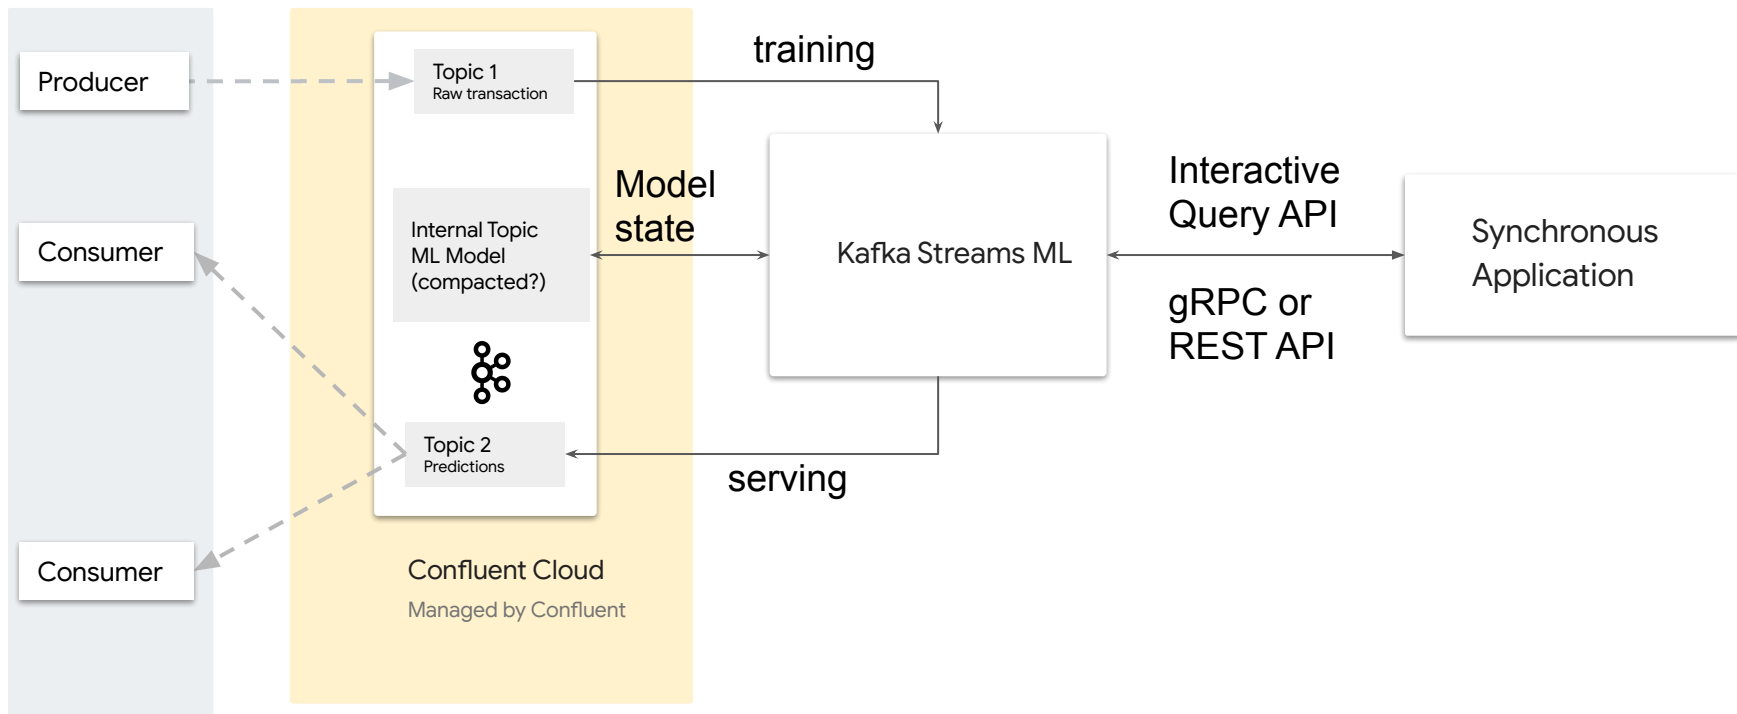 Producer
Consumer
Consumer
Topic 1
Raw transaction
Internal Topic
ML Model
(compacted?)
Topic 2
Predictions
Confluent Cloud
Managed by Confluent
training
Model
state
serving
Kafka Streams ML
Interactive
Query API
gRPC or
REST API
Synchronous
Application